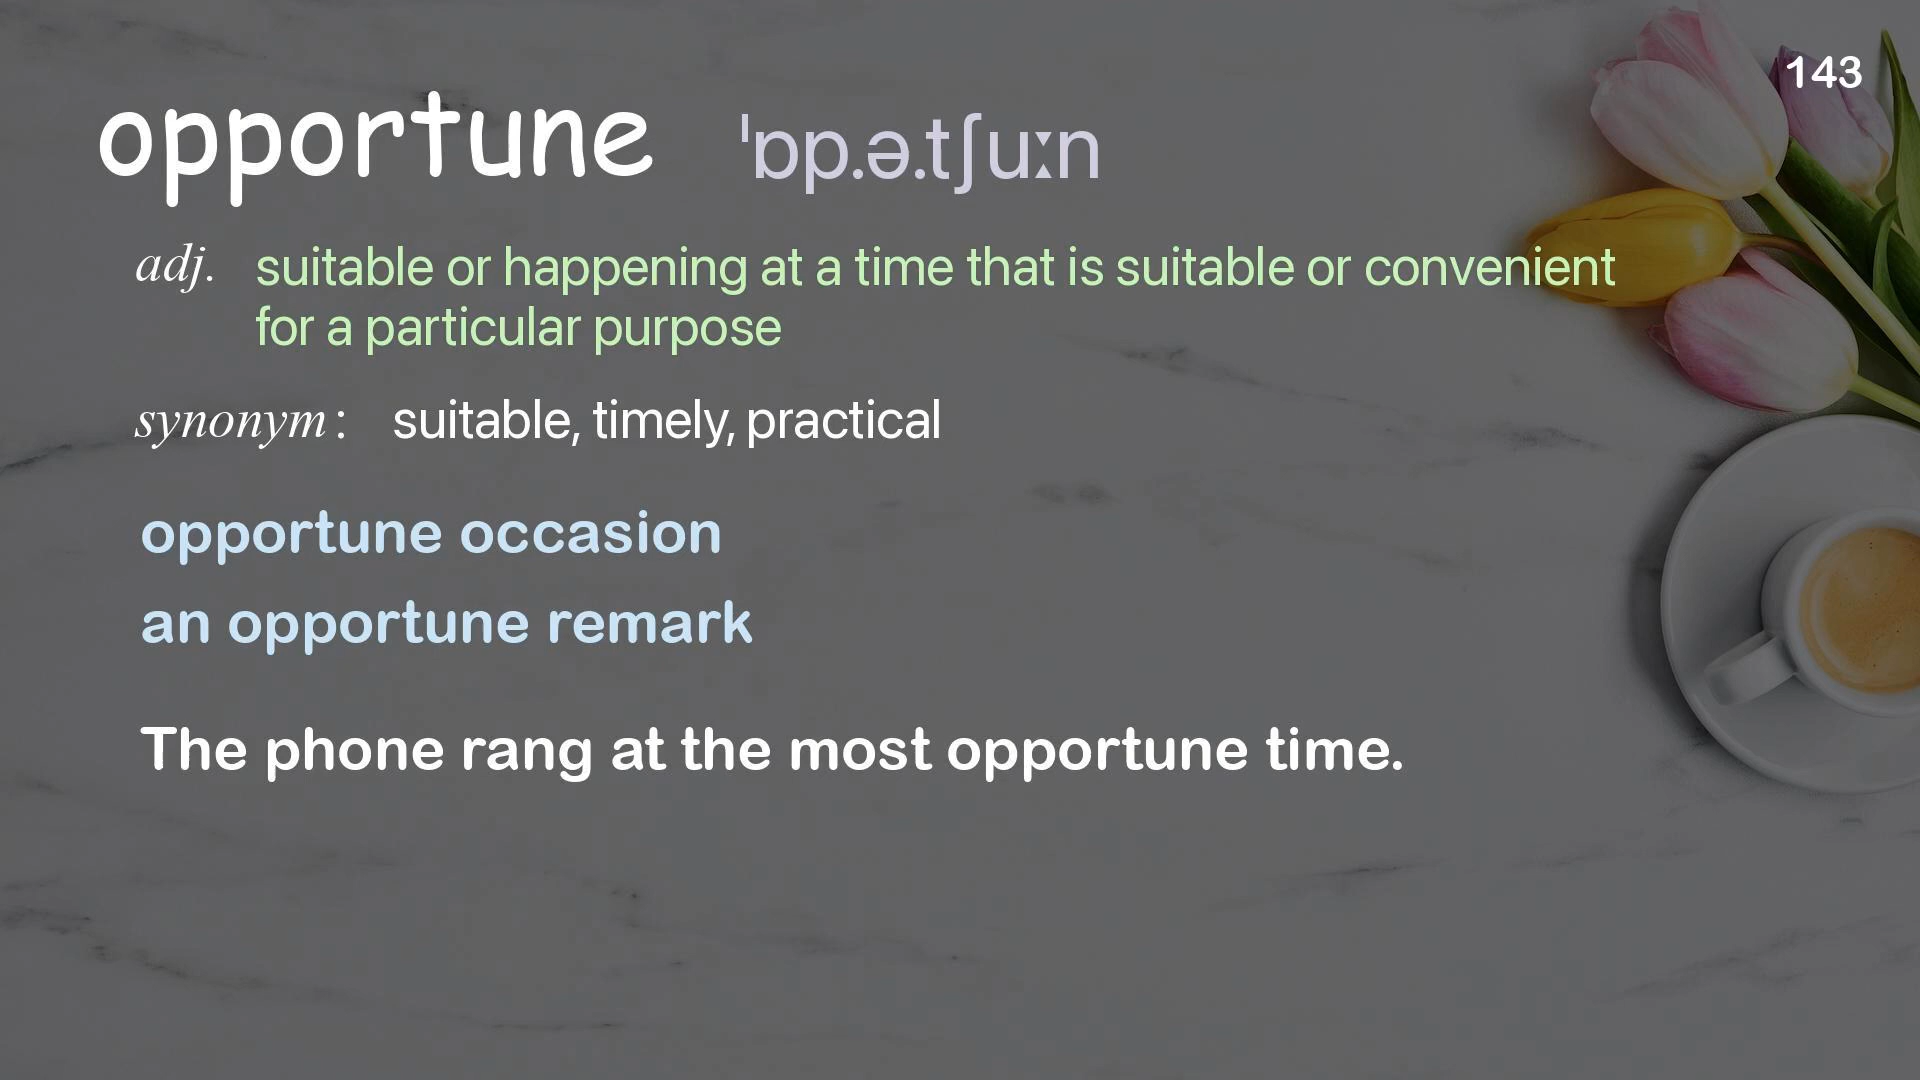 143
opportune ˈɒp.ə.tʃuːn
adj. suitable or happening at a time that is suitable or convenient
for a particular purpose
synonym : suitable, timely, practical
opportune occasion
an opportune remark
The phone rang at the most opportune time.